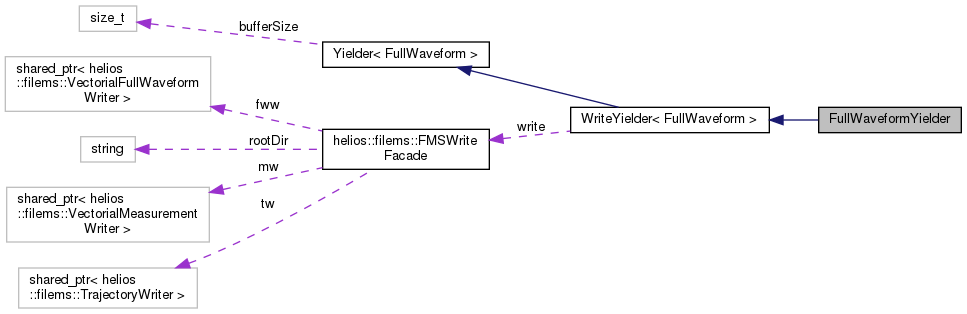 size_t
bufferSize
Yielder< FullWaveform >
shared_ptr< helios
::filems::VectorialFullWaveform
Writer >
fww
WriteYielder< FullWaveform >
FullWaveformYielder
write
string
rootDir
helios::filems::FMSWrite
Facade
mw
shared_ptr< helios
::filems::VectorialMeasurement
Writer >
tw
shared_ptr< helios
::filems::TrajectoryWriter >